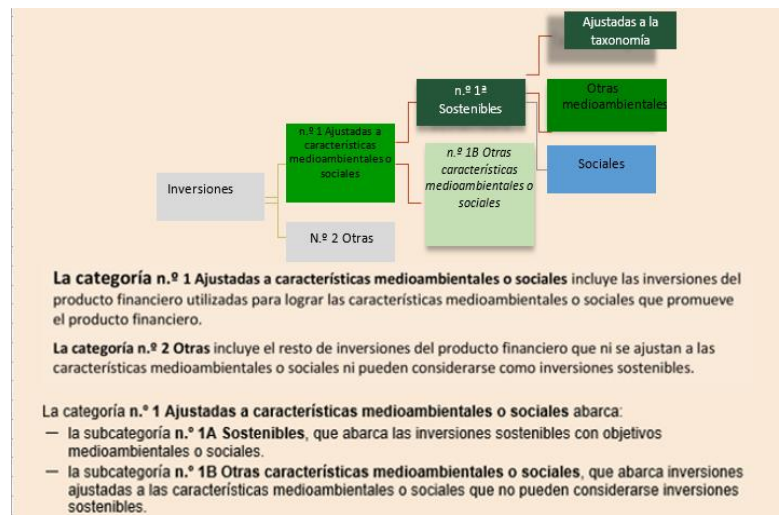 Ajustadas a la
taxonomía
n.º 1ª
Sostenibles
Otras
medioambientales
n.º 1 Ajustadas a
características
medioambientales o
sociales
n.º 1B Otras
características
medioambientales o
sociales
Sociales
Inversiones
N.º 2 Otras
La categoría n.º 1 Ajustadas a características medioambientales o sociales incluye las inversiones del
producto financiero utilizadas para lograr las características medioambientales o sociales que promueve
el producto financiero.
La categoría n.º 2 Otras incluye el resto de inversiones del producto financiero que ni se ajustan a las
características medioambientales o sociales ni pueden considerarse como inversiones sostenibles.
La categoría n.º 1 Ajustadas a características medioambientales o sociales abarca:
— la subcategoría n.º 1A Sostenibles, que abarca las inversiones sostenibles con objetivos
medioambientales o sociales.
— la subcategoría n.º 1B Otras características medioambientales o sociales, que abarca inversiones
ajustadas a las características medioambientales o sociales que no pueden considerarse inversiones
sostenibles.